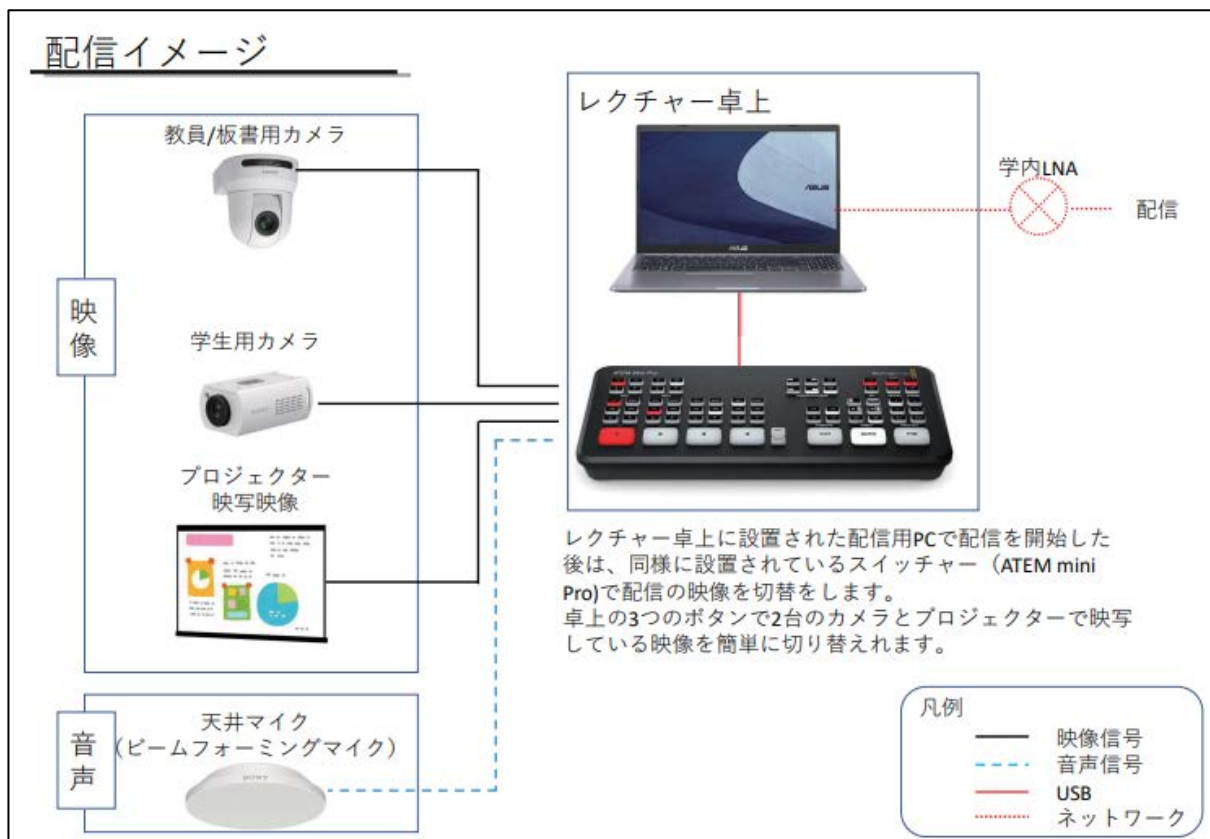 配信イメージ
教員/板書用カメラ
映像
学生用カメラ
プロジェクター
映写映像
音声
天井マイク
(ビームフォーミングマイク)
SONY
レクチャー卓上
ASUS
ASUS
学内LNA
配信
レクチャー卓上に設置された配信用PCで配信を開始した
後は、同様に設置されているスイッチャー（ATEM mini
Pro)で配信の映像を切替をします。
卓上の3つのボタンで2台のカメラとプロジェクターで映写
している映像を簡単に切り替えれます。
凡例
映像信号
音声信号
USB
ネットワーク